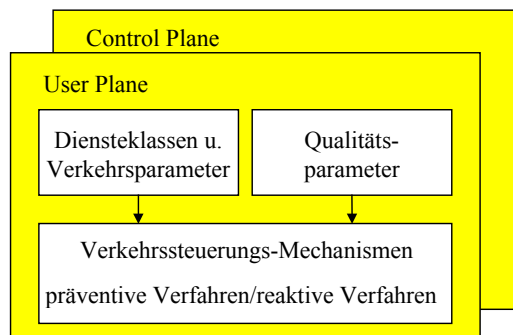 Control Plane
User Plane
Diensteklassen u.
Verkehrsparameter
Qualitäts-
parameter
Verkehrssteuerungs-Mechanismen
präventive Verfahren/reaktive Verfahren